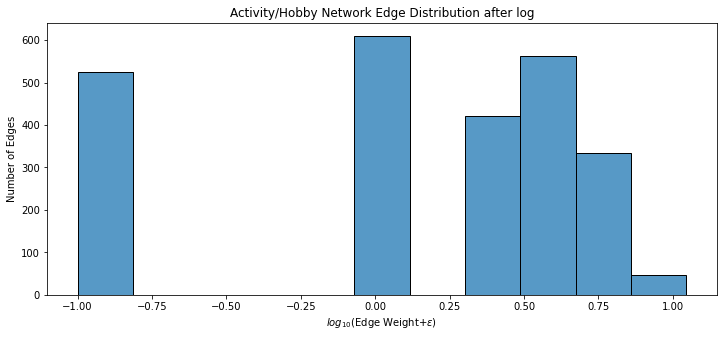 Activity/Hobby Network Edge Distribution after log
600
500
400
300
200
100
0
Number of Edges
−1.00 −0.75 −0.50 −0.25 0.00 0.25 0.50 0.75 1.00
log₁₀(Edge Weight+ε)